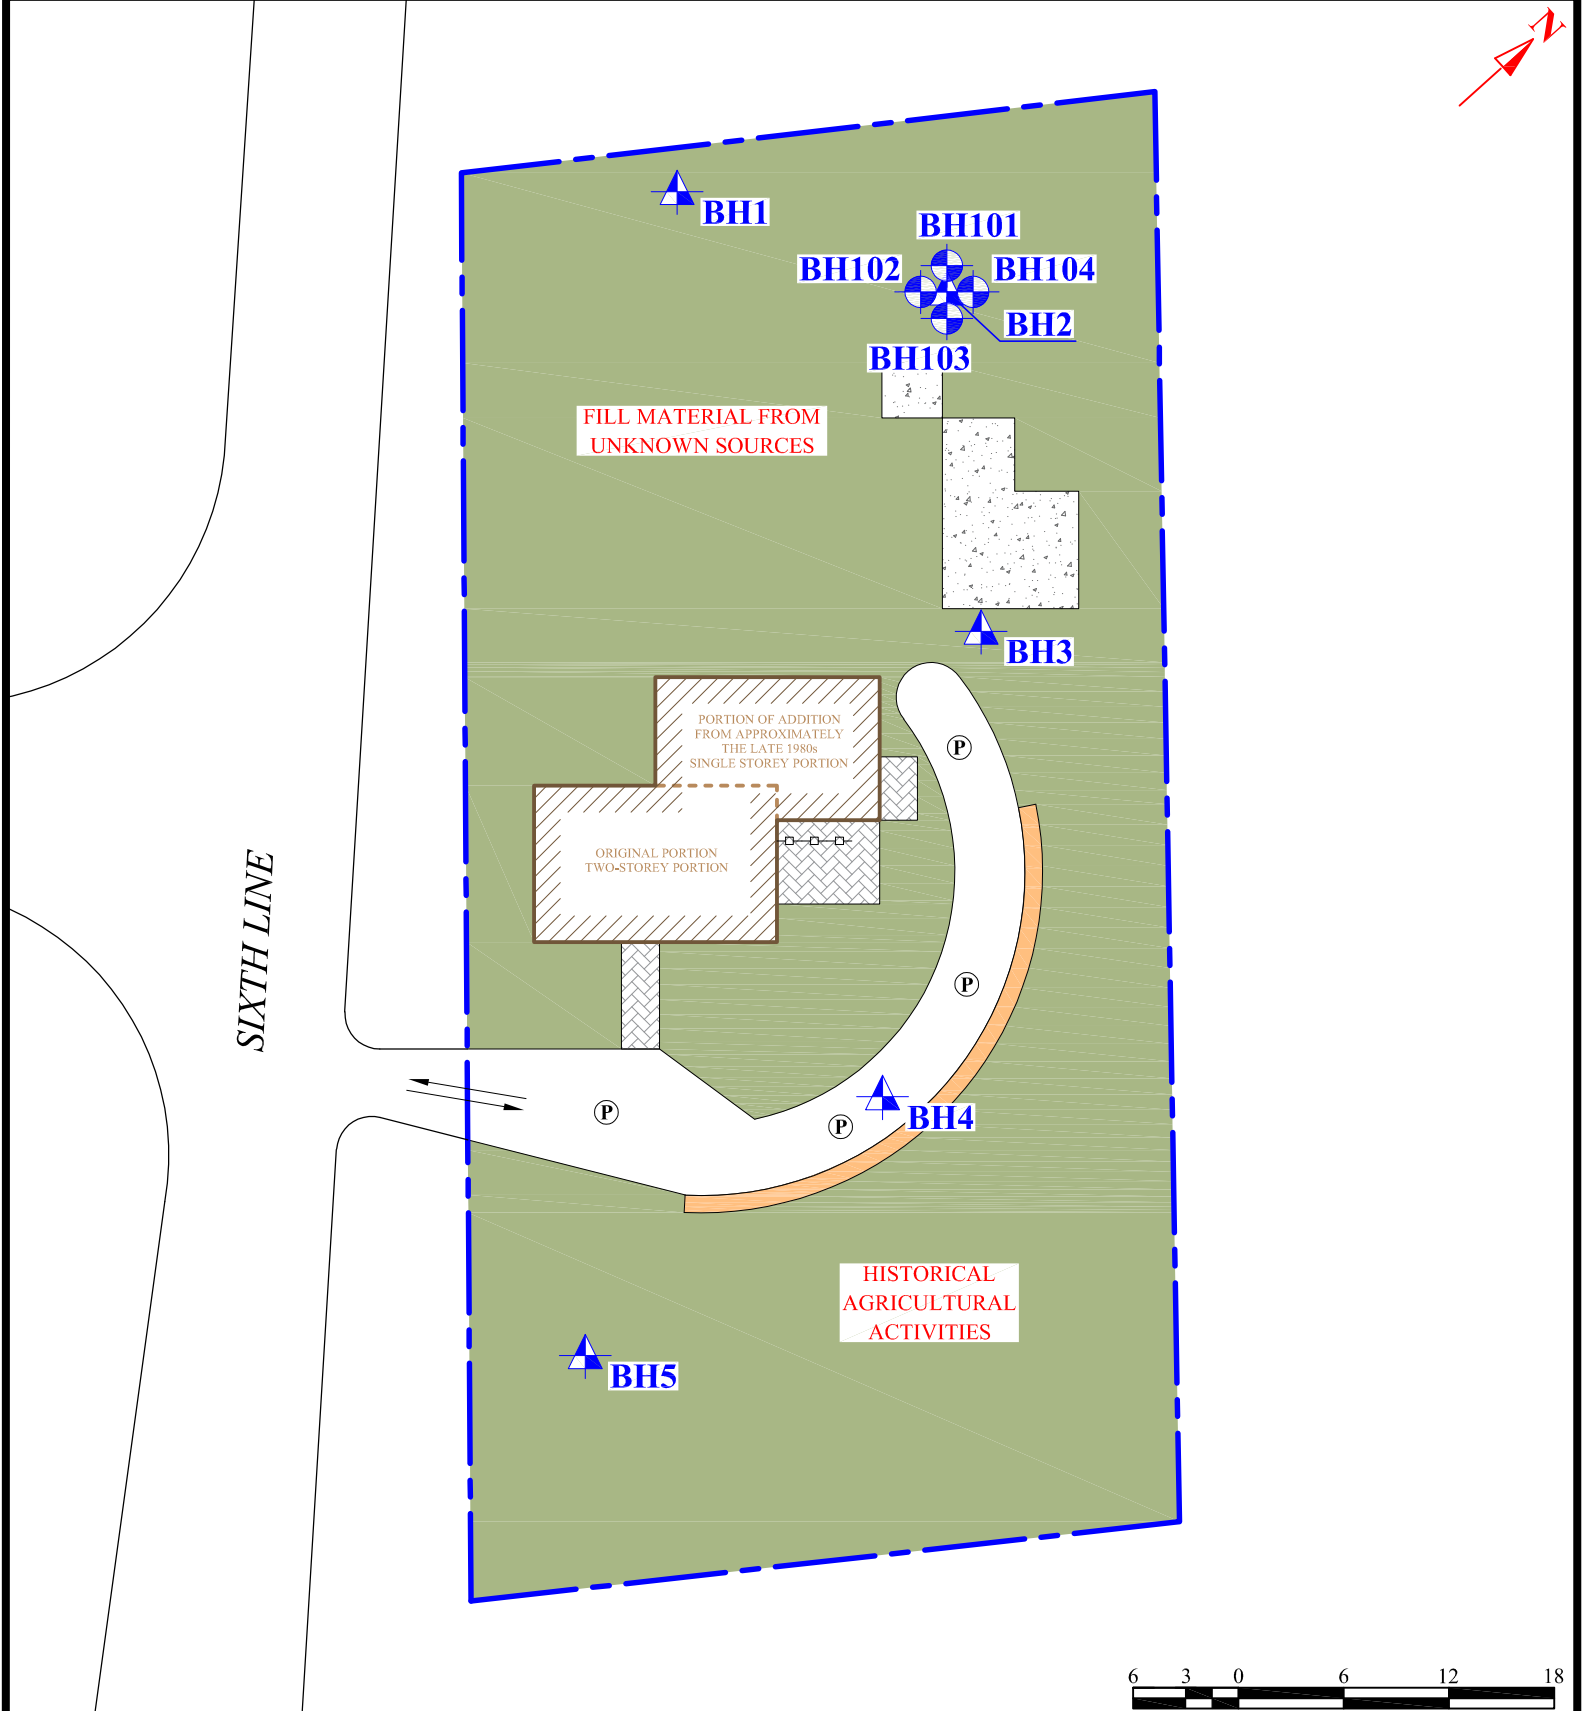 N
BH1
BH101
BH102
BH104
BH2
BH103
FILL MATERIAL FROM
UNKNOWN SOURCES
BH3
PORTION OF ADDITION
FROM APPROXIMATELY
THE LATE 1980s
SINGLE STOREY PORTION
P
ORIGINAL PORTION
TWO-STOREY PORTION
SIXTH LINE
P
P
P
BH4
HISTORICAL
AGRICULTURAL
ACTIVITIES
BH5
6 3 0 6 12 18